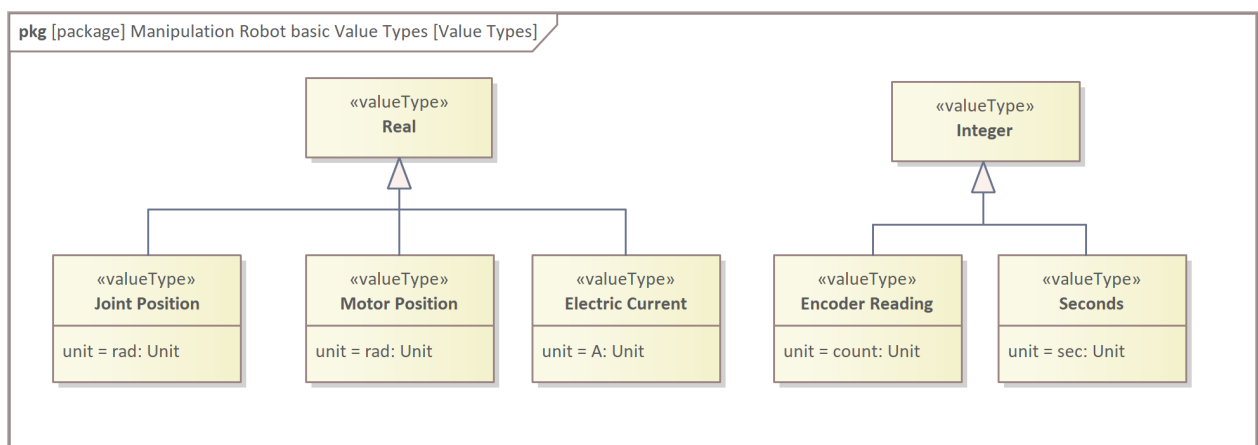 pkg [package] Manipulation Robot basic Value Types [Value Types]
«valueType»
Real
«valueType»
Integer
«valueType»
Joint Position
unit = rad: Unit
«valueType»
Motor Position
unit = rad: Unit
«valueType»
Electric Current
unit = A: Unit
«valueType»
Encoder Reading
unit = count: Unit
«valueType»
Seconds
unit = sec: Unit